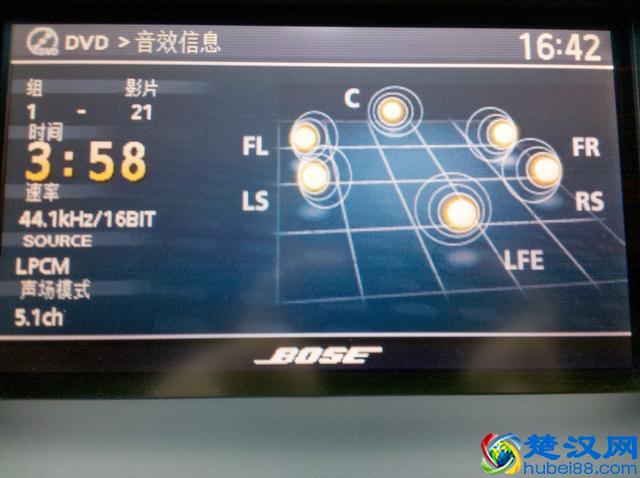 DVD > 音效信息
16:42
组 影片
1 - 21
时间
3:58
速率
44.1kHz/16BIT
SOURCE
LPCM
声场模式
5.1ch
C
FL
FR
LS
RS
LFE
BOSE
楚汉网
hubei88.com